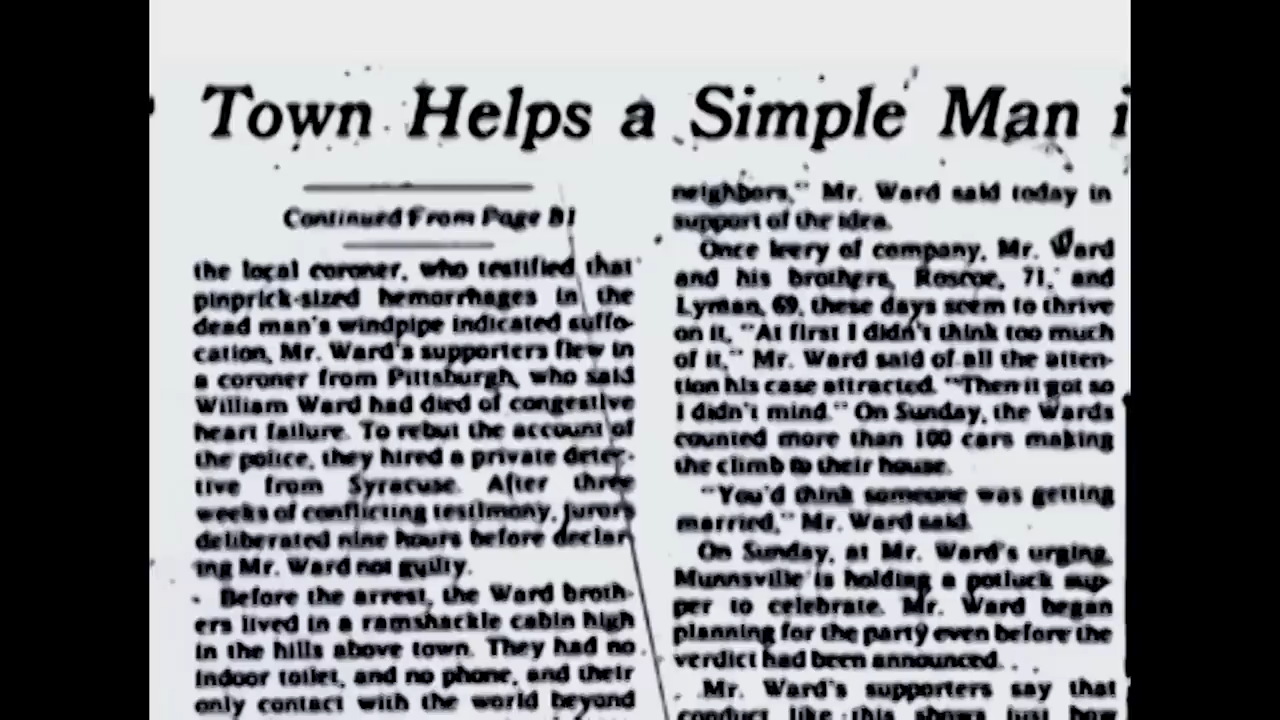 Town Helps a Simple Man i
Continued From Page B1
the local coroner, who testified that
pinprick-sized hemorrhages in the
dead man's windpipe indicated suffo-
cation, Mr. Ward's supporters flew in
a coroner from Pittsburgh, who said
William Ward had died of congestive
heart failure. To rebut the account of
the police, they hired a private detec-
tive from Syracuse. After three
weeks of conflicting testimony, jurors
deliberated nine hours before declar-
ing Mr. Ward not guilty.
Before the arrest, the Ward broth-
ers lived in a ramshackle cabin high
in the hills above town. They had no
indoor toilet, and no phone, and their
only contact with the world beyond
neighbors," Mr. Ward said today in
support of the idea.
Once leery of company, Mr. Ward
and his brothers, Roscoe, 71, and
Lyman, 69, these days seem to thrive
on it. "At first I didn't think too much
of it," Mr. Ward said of all the atten-
tion his case attracted. "Then it got so
I didn't mind." On Sunday, the Wards
counted more than 100 cars making
the climb to their house.
"You'd think someone was getting
married," Mr. Ward said.
On Sunday, at Mr. Ward's urging,
Munnsville is holding a potluck sup-
per to celebrate. Mr. Ward began
planning for the party even before the
verdict had been announced.
Mr. Ward's supporters say that
conduct like this shows just how